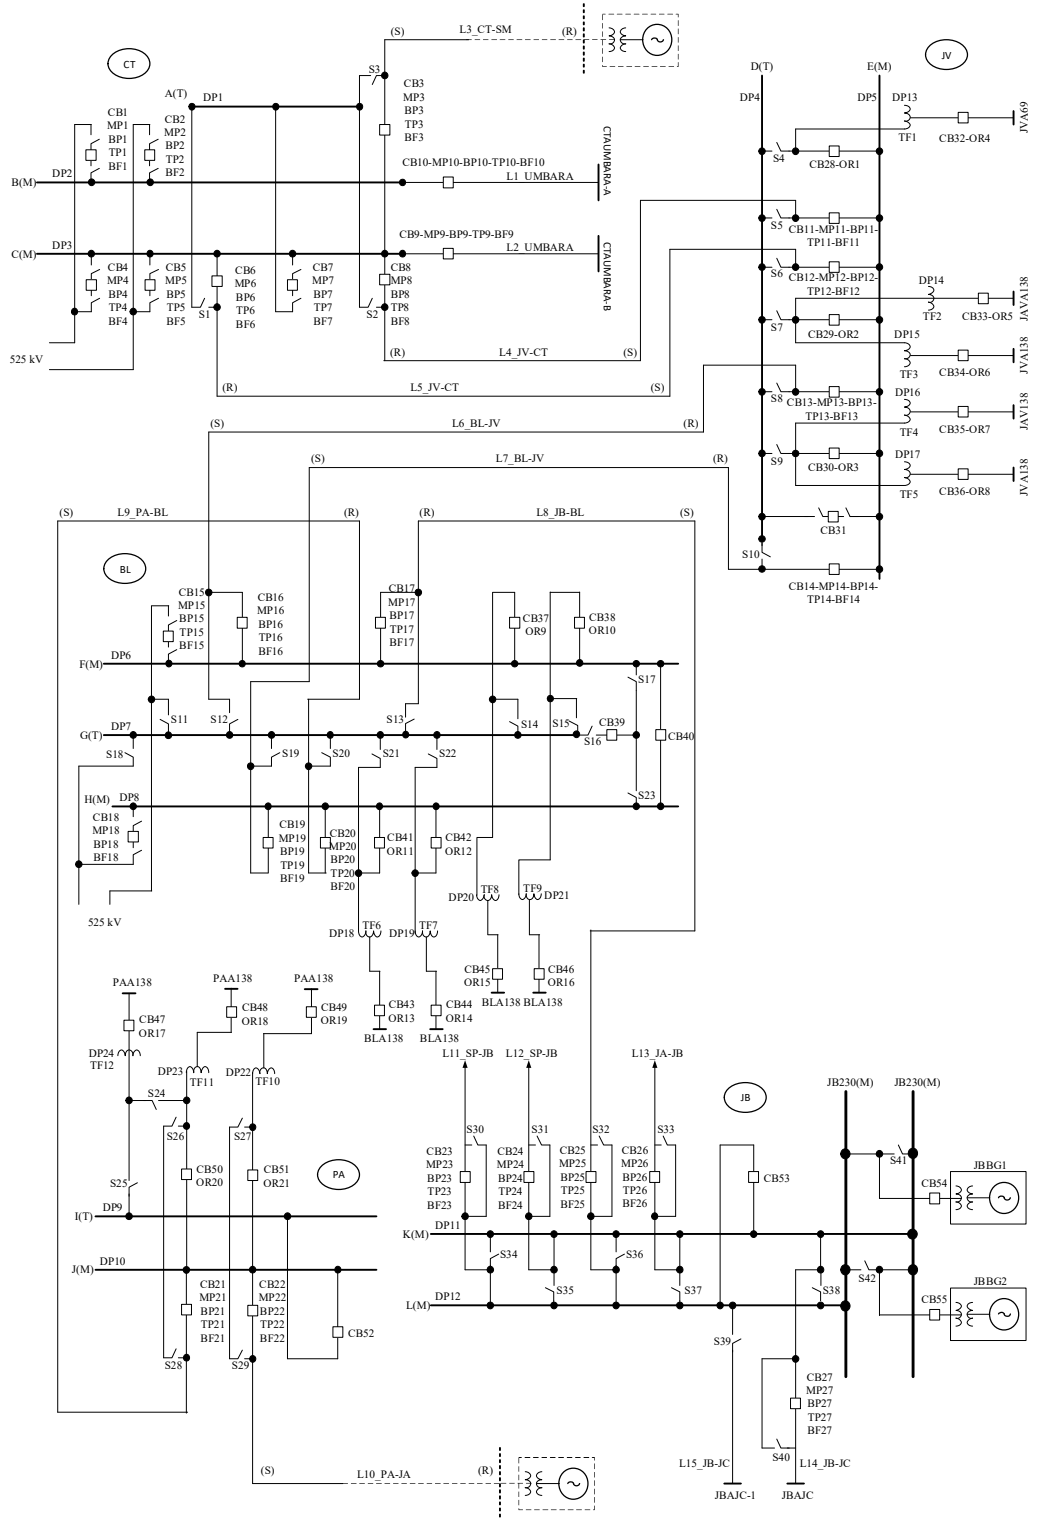 (S)
L3_CT-SM
(R)
CT
JV
S3
A(T)
DP1
CB3
MP3
BP3
TP3
BF3
D(T)
E(M)
DP4
DP5
DP13
TF1
CB32-OR4
JVA69
CB1
MP1
BP1
TP1
BF1
CB2
MP2
BP2
TP2
BF2
S4
CB28-OR1
CB10-MP10-BP10-TP10-BF10
DP2
B(M)
L1_UMBARA
CTAUMBARA-A
CB9-MP9-BP9-TP9-BF9
DP3
C(M)
L2_UMBARA
CTAUMBARA-B
S5
CB11-MP11-BP11-
TP11-BF11
S6
CB12-MP12-BP12-
TP12-BF12
CB4
MP4
BP4
TP4
BF4
CB5
MP5
BP5
TP5
BF5
CB6
MP6
BP6
TP6
BF6
S1
CB7
MP7
BP7
TP7
BF7
CB8
MP8
BP8
TP8
BF8
S2
DP14
TF2
CB33-OR5
JAVA138
S7
CB29-OR2
DP15
TF3
CB34-OR6
JVA138
525 kV
(R)
L4_JV-CT
(S)
(R)
L5_JV-CT
(S)
S8
CB13-MP13-BP13-
TP13-BF13
DP16
TF4
CB35-OR7
JAV138
(S)
L6_BL-JV
(R)
S9
CB30-OR3
DP17
TF5
CB36-OR8
JVA138
(S)
L7_BL-JV
(R)
(S)
L9_PA-BL
(R)
(R)
L8_JB-BL
(S)
CB31
S10
CB14-MP14-BP14-
TP14-BF14
BL
CB15
MP15
BP15
TP15
BF15
CB16
MP16
BP16
TP16
BF16
CB17
MP17
BP17
TP17
BF17
CB37
OR9
CB38
OR10
F(M)
DP6
S17
S11
S12
S13
S14
S15
CB39
S16
CB40
G(T)
DP7
S18
S19
S20
S21
S22
S23
H(M)
DP8
CB18
MP18
BP18
BF18
CB19
MP19
BP19
TP19
BF19
CB20
MP20
BP20
TP20
BF20
CB41
OR11
CB42
OR12
DP20
TF8
TF9
DP21
525 kV
DP18
TF6
DP19
TF7
CB45
OR15
CB46
OR16
BLA138
BLA138
PAA138
PAA138
PAA138
CB43
OR13
CB44
OR14
BLA138
BLA138
CB47
OR17
CB48
OR18
CB49
OR19
DP24
TF12
DP23
TF11
DP22
TF10
L11_SP-JB
L12_SP-JB
L13_JA-JB
JB
JB230(M)
JB230(M)
S24
S26
S27
S30
S31
S32
S33
CB23
MP23
BP23
TP23
BF23
CB24
MP24
BP24
TP24
BF24
CB25
MP25
BP25
TP25
BF25
CB26
MP26
BP26
TP26
BF26
CB53
S41
CB54
JBBG1
CB50
OR20
CB51
OR21
PA
S25
DP9
I(T)
K(M)
DP11
S34
S35
S36
S37
S38
S42
CB55
JBBG2
J(M)
DP10
L(M)
DP12
CB21
MP21
BP21
TP21
BF21
CB22
MP22
BP22
TP22
BF22
CB52
S28
S29
S39
CB27
MP27
BP27
TP27
BF27
S40
L15_JB-JC
L14_JB-JC
JBAJC-1
JBAJC
(S)
L10_PA-JA
(R)